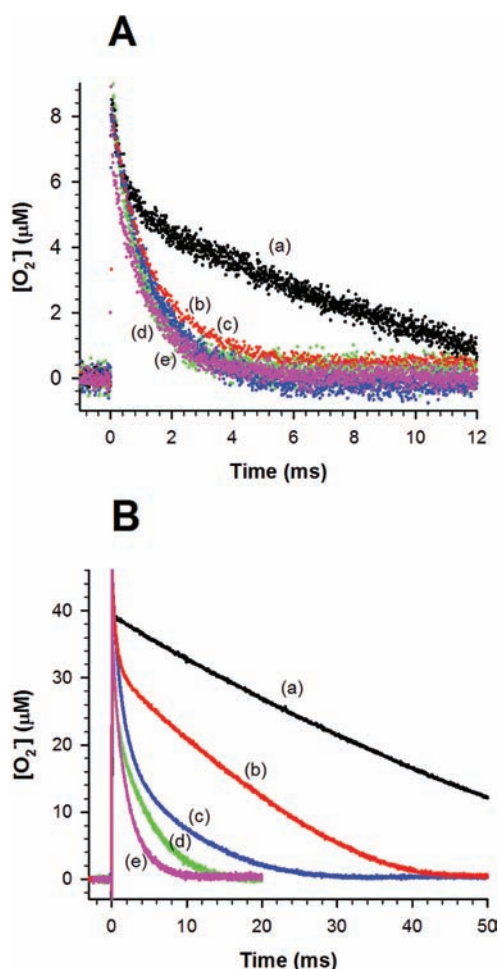 A
[O₂] (μM)
8
6
4
2
0
(a)
(b)
(c)
(d)
(e)
0 2 4 6 8 10 12
Time (ms)
B
[O₂] (μM)
40
30
20
10
0
(a)
(b)
(c)
(d)
(e)
0 10 20 30 40 50
Time (ms)